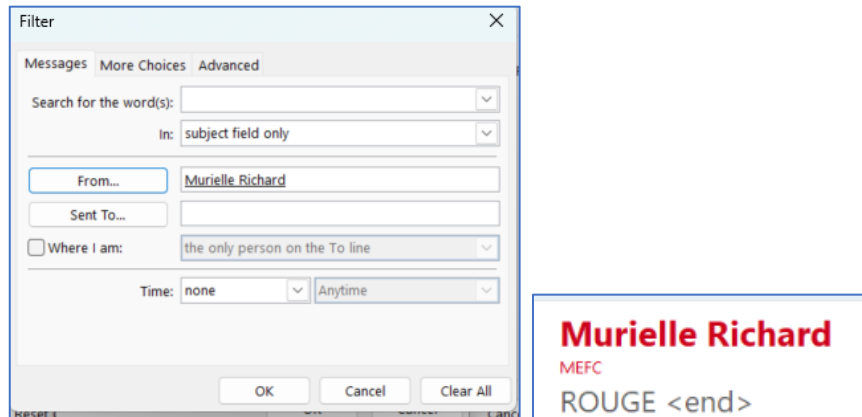 Filter
Messages More Choices Advanced
Search for the word(s):
In: subject field only
From... Murielle Richard
Sent To...
Where I am: the only person on the To line
Time: none Anytime
OK Cancel Clear All
Reset
Murielle Richard
MEFC
ROUGE <end>